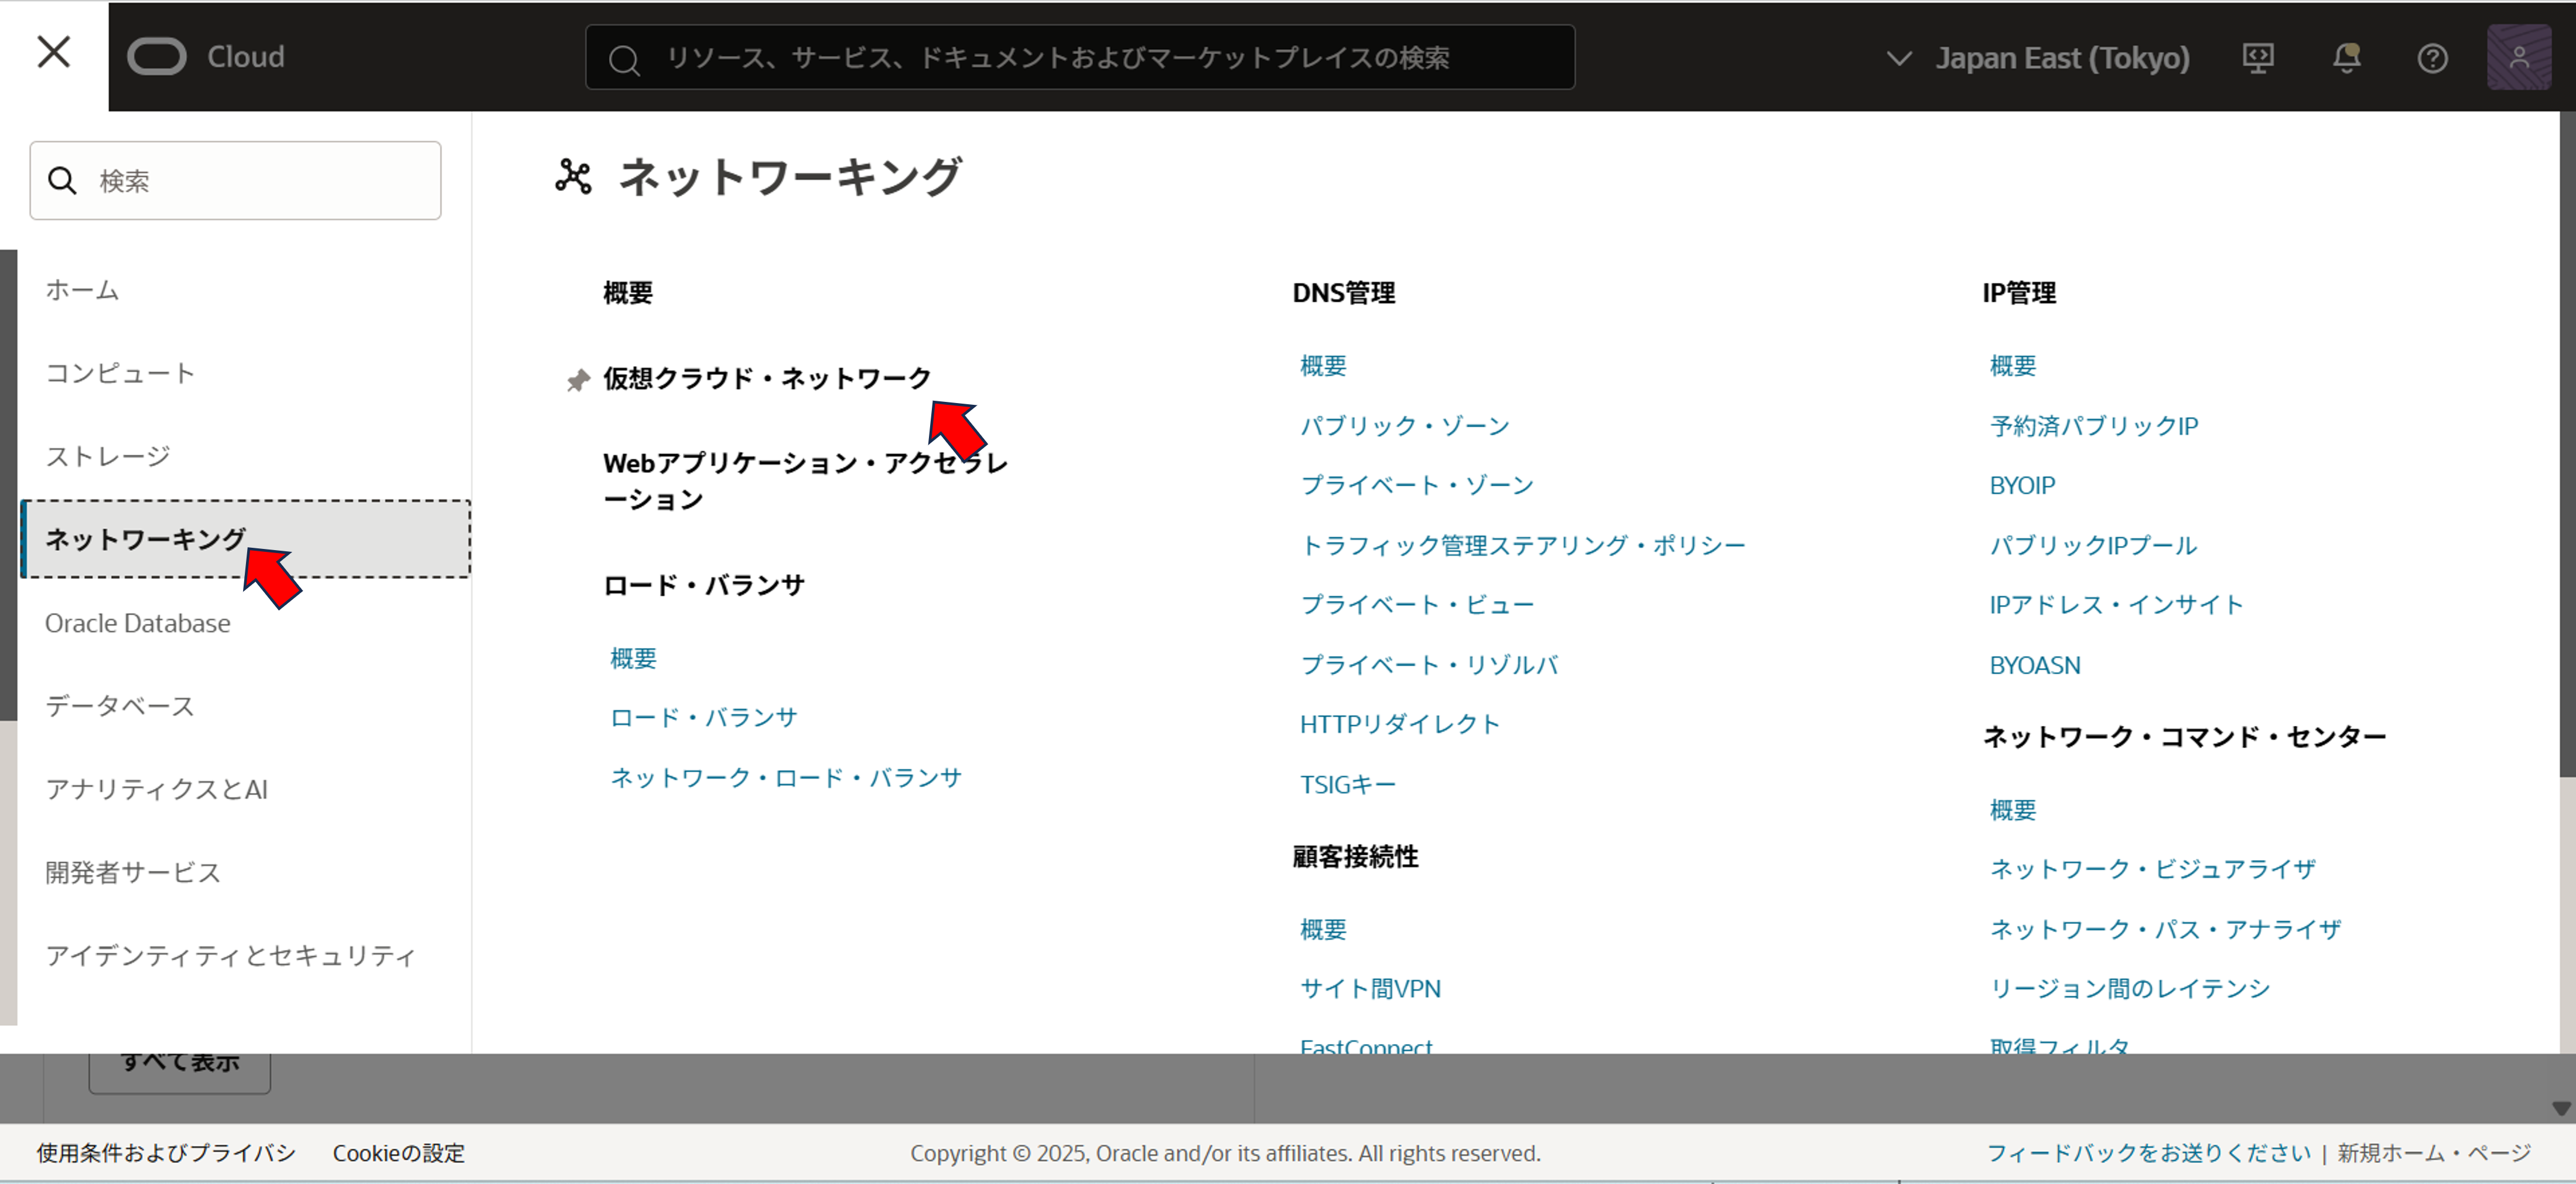 Cloud
リソース、サービス、ドキュメントおよびマーケットプレイスの検索
Japan East (Tokyo)
検索
ホーム
コンピュート
ストレージ
ネットワーキング
Oracle Database
データベース
アナリティクスとAI
開発者サービス
アイデンティティとセキュリティ
ネットワーキング
概要
仮想クラウド・ネットワーク
Webアプリケーション・アクセラレ
ーション
ロード・バランサ
概要
ロード・バランサ
ネットワーク・ロード・バランサ
DNS管理
概要
パブリック・ゾーン
プライベート・ゾーン
トラフィック管理ステアリング・ポリシー
プライベート・ビュー
プライベート・リゾルバ
HTTPリダイレクト
TSIGキー
顧客接続性
概要
サイト間VPN
FastConnect
IP管理
概要
予約済パブリックIP
BYOIP
パブリックIPプール
IPアドレス・インサイト
BYOASN
ネットワーク・コマンド・センター
概要
ネットワーク・ビジュアライザ
ネットワーク・パス・アナライザ
リージョン間のレイテンシ
取得フィルタ
すべて表示
使用条件およびプライバシ
Cookieの設定
Copyright © 2025, Oracle and/or its affiliates. All rights reserved.
フィードバックをお送りください | 新規ホーム・ページ